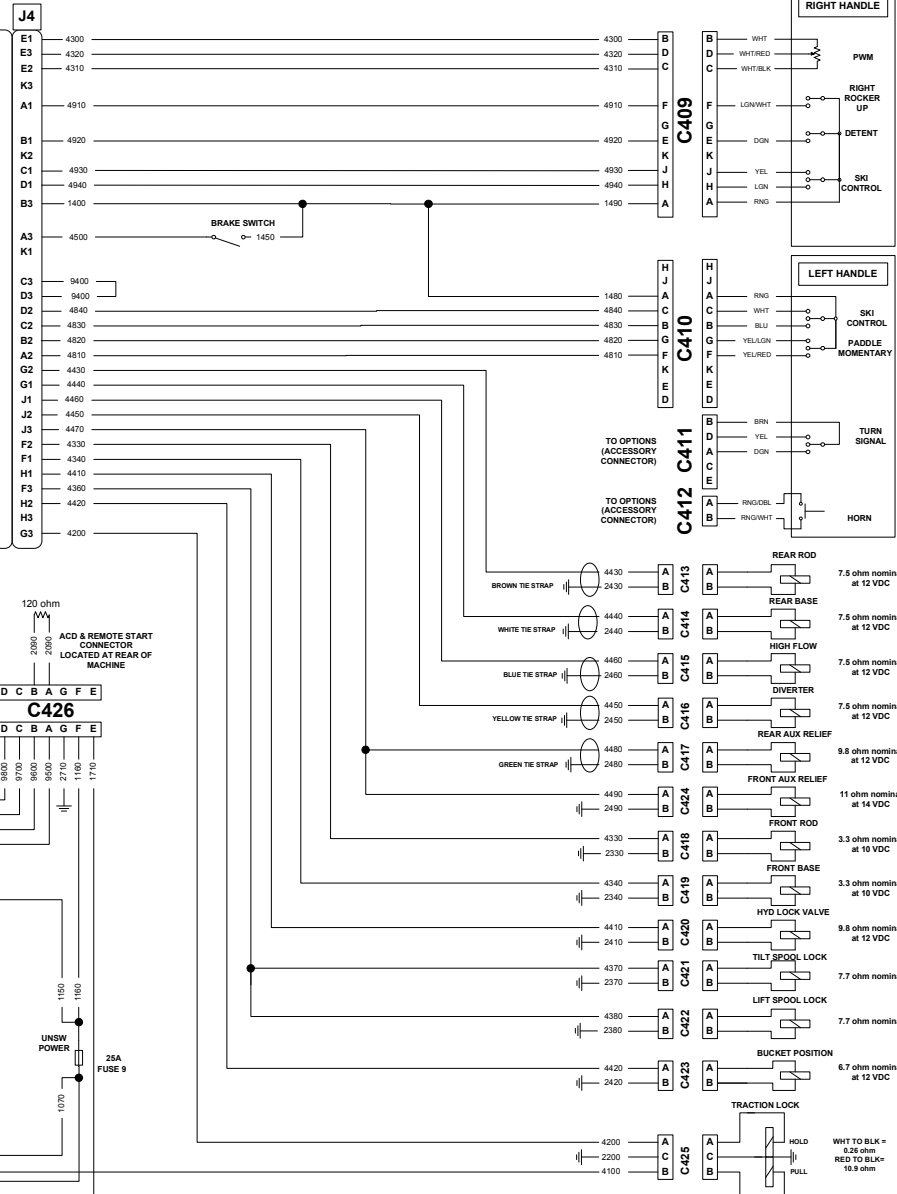 J4
RIGHT HANDLE
E1 4300 4300 B B WHT
E3 4320 4320 D D WHT/RED PWM
E2 4310 4310 C C WHT/BLK
K3
A1 4910 4910 F F LGN/WHT
RIGHT
ROCKER
UP
C409
G G
B1 4920 4920 E E DGN DETENT
K2 K K
C1 4930 4930 J J YEL
D1 4940 4940 H H LGN
SKI
CONTROL
B3 1400 1490 A A RNG
BRAKE SWITCH
A3 4500 1450
K1
LEFT HANDLE
H H
J J
C3 9400
D3 9400 1480 A A RNG
D2 4840 4840 C C WHT
C2 4830 4830 B B BLU
SKI
CONTROL
C410
B2 4820 4820 G G YEL/LGN
A2 4810 4810 F F YEL/RED
PADDLE
MOMENTARY
G2 4430 K K
G1 4440 E E
J1 4460 D D
J2 4450
J3 4470
F2 4330
F1 4340
H1 4410
F3 4360
H2 4420
H3
G3 4200
TO OPTIONS
(ACCESSORY
CONNECTOR)
C411
B BRN
D YEL
A DGN
C
E
TURN
SIGNAL
TO OPTIONS
(ACCESSORY
CONNECTOR)
C412
A RNG/DBL
B RNG/WHT
HORN
REAR ROD
4430 A C413 A
BROWN TIE STRAP 2430 B B
7.5 ohm
at 12 VDC
REAR BASE
4440 A C414 A
WHITE TIE STRAP 2440 B B
7.5 ohm
at 12 VDC
HIGH FLOW
4460 A C415 A
BLUE TIE STRAP 2460 B B
7.5 ohm
at 12 VDC
DIVERTER
4450 A C416 A
YELLOW TIE STRAP 2450 B B
7.5 ohm
at 12 VDC
REAR AUX RELIEF
4480 A C417 A
GREEN TIE STRAP 2480 B B
9.8 ohm
at 12 VDC
FRONT AUX RELIEF
4490 A C424 A
2490 B B
11 ohm
at 14 VDC
FRONT ROD
4330 A C418 A
2330 B B
3.3 ohm
at 10 VDC
FRONT BASE
4340 A C419 A
2340 B B
3.3 ohm
at 10 VDC
HYD LOCK VALVE
4410 A C420 A
2410 B B
9.8 ohm
at 12 VDC
TILT SPOOL LOCK
4370 A C421 A
2370 B B
7.7 ohm
LIFT SPOOL LOCK
4380 A C422 A
2380 B B
7.7 ohm
BUCKET POSITION
4420 A C423 A
2420 B B
6.7 ohm
at 12 VDC
TRACTION LOCK
4200 A C425 A HOLD
2200 C C
4100 B B PULL
WHT TO BLK =
0.26 ohm
RED TO BLK=
10.9 ohm
120 ohm
2090 2090
ACD & REMOTE START
CONNECTOR
LOCATED AT REAR OF
MACHINE
D C B A G F E
C426
D C B A G F E
9800 9700 9600 9500 2710 1160 1710
1150 1160
UNSW
POWER
25A
FUSE 9
1070